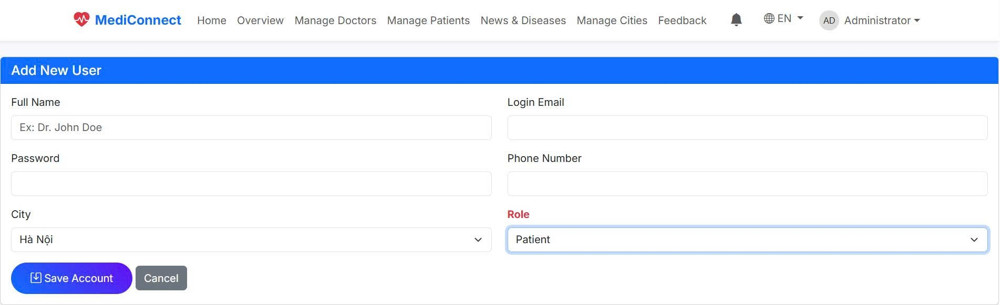 MediConnect Home Overview Manage Doctors Manage Patients News & Diseases Manage Cities Feedback EN AD Administrator
Add New User
Full Name Login Email
Ex: Dr. John Doe
Password Phone Number
City Role
Hà Nội Patient
Save Account Cancel